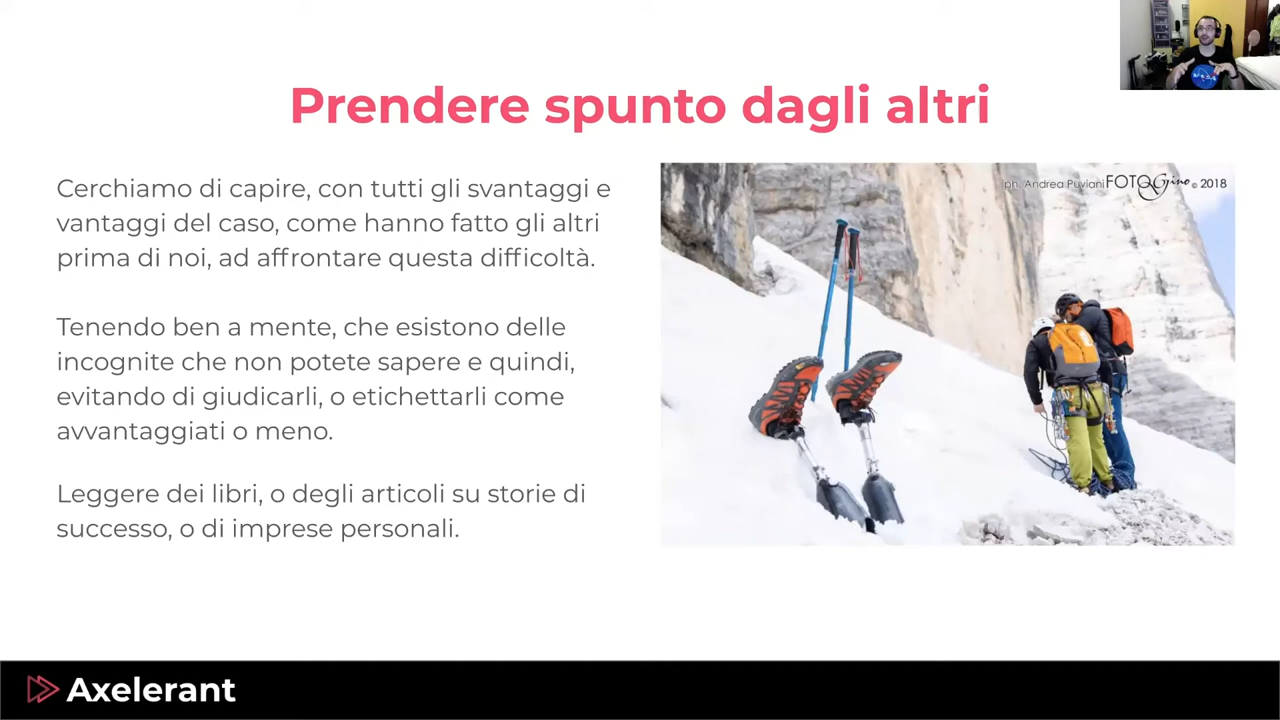 Prendere spunto dagli altri
Cerchiamo di capire, con tutti gli svantaggi e
vantaggi del caso, come hanno fatto gli altri
prima di noi, ad affrontare questa difficoltà.
Tenendo ben a mente, che esistono delle
incognite che non potete sapere e quindi,
evitando di giudicarli, o etichettarli come
avvantaggiati o meno.
Leggere dei libri, o degli articoli su storie di
successo, o di imprese personali.
ph. Andrea Puviani FOTOGino © 2018
NASA
Axelerant